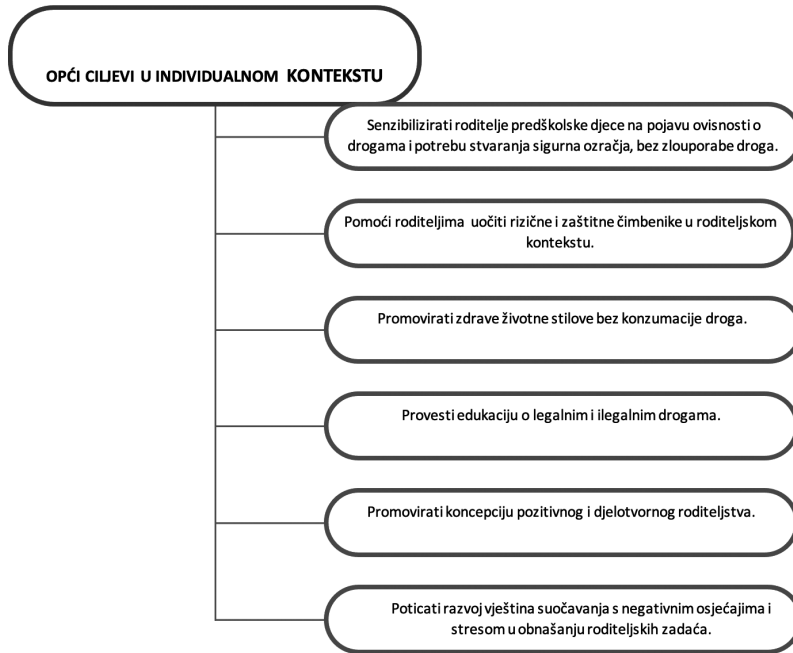 OPĆI CILJEVI U INDIVIDUALNOM KONTEKSTU
Senzibilizirati roditelje predškolske djece na pojavu ovisnosti o
drogama i potrebu stvaranja sigurna ozračja, bez zlouporabe droga.
Pomoći roditeljima uočiti rizične i zaštitne čimbenike u roditeljskom
kontekstu.
Promovirati zdrave životne stilove bez konzumacije droga.
Provesti edukaciju o legalnim i ilegalnim drogama.
Promovirati koncepciju pozitivnog i djelotvornog roditeljstva.
Poticati razvoj vještina suočavanja s negativnim osjećajima i
stresom u obnašanju roditeljskih zadaća.